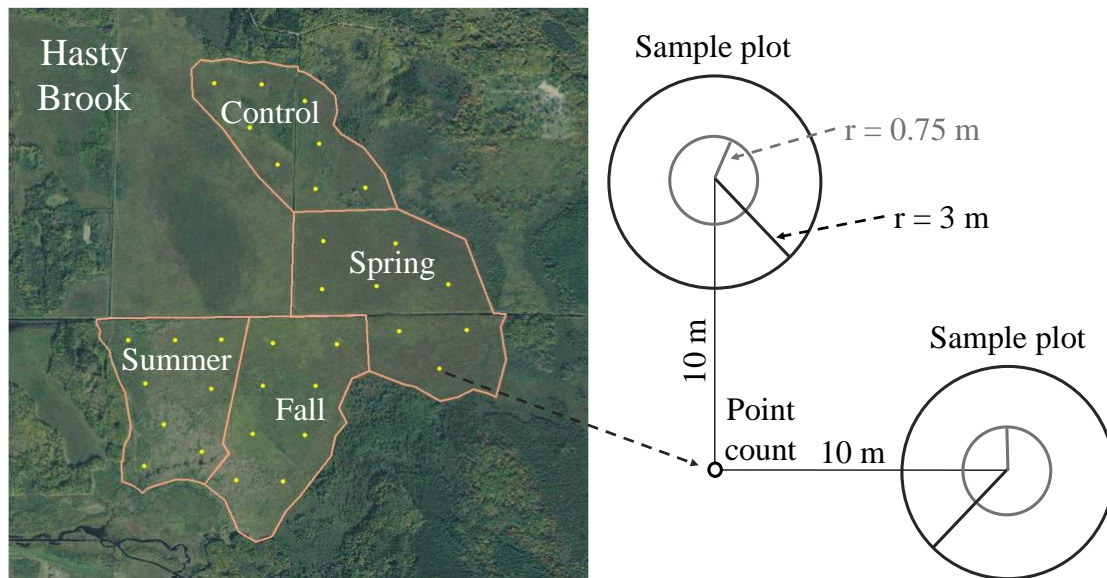 Hasty
Brook
Control
Spring
Summer
Fall
Sample plot
r = 0.75 m
r = 3 m
10 m
Sample plot
Point
count
10 m